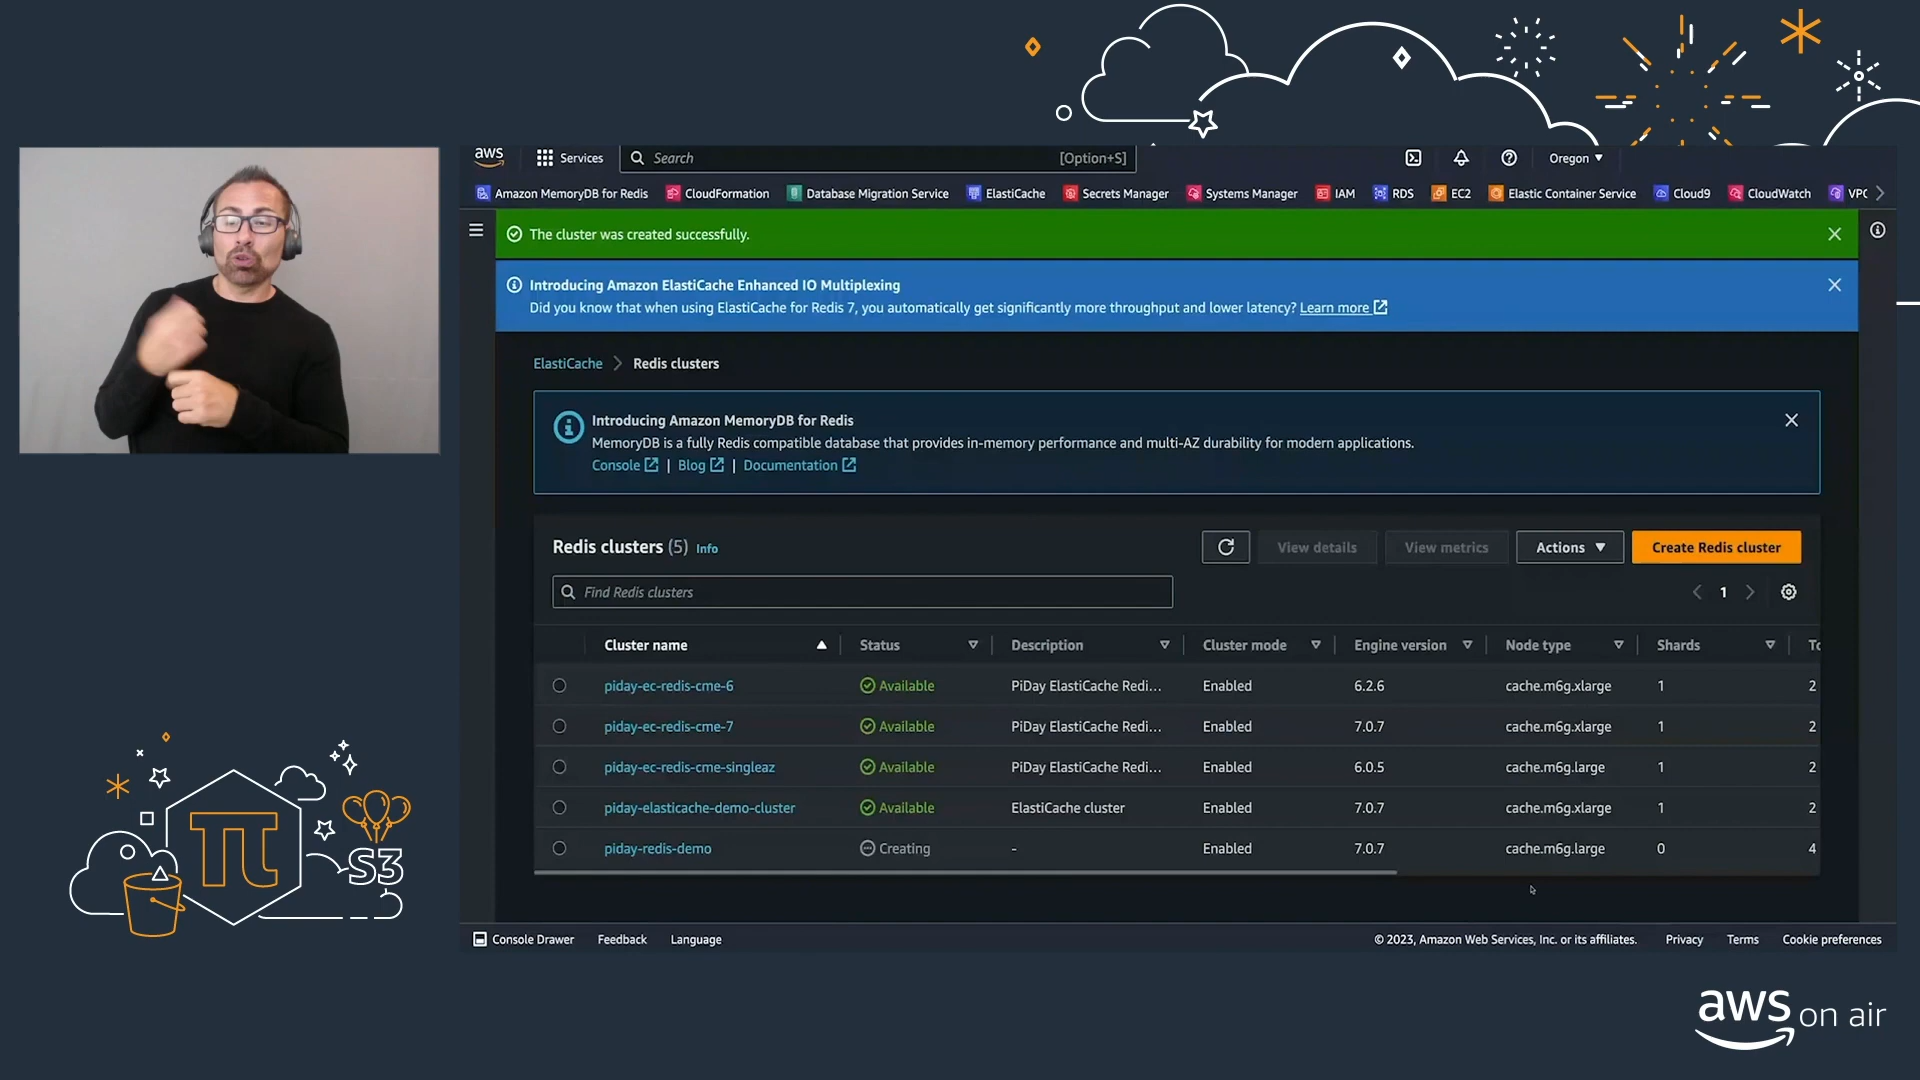 aws
Services
Search
[Option+S]
Oregon
Amazon MemoryDB for Redis
CloudFormation
Database Migration Service
ElastiCache
Secrets Manager
Systems Manager
IAM
RDS
EC2
Elastic Container Service
Cloud9
CloudWatch
VPC
The cluster was created successfully.
Introducing Amazon ElastiCache Enhanced IO Multiplexing
Did you know that when using ElastiCache for Redis 7, you automatically get significantly more throughput and lower latency? Learn more
ElastiCache > Redis clusters
Introducing Amazon MemoryDB for Redis
MemoryDB is a fully Redis compatible database that provides in-memory performance and multi-AZ durability for modern applications.
Console | Blog | Documentation
Redis clusters (5) Info
View details
View metrics
Actions
Create Redis cluster
Find Redis clusters
1
Cluster name Status Description Cluster mode Engine version Node type Shards
piday-ec-redis-cme-6 Available PiDay ElastiCache Redi... Enabled 6.2.6 cache.m6g.xlarge 1 2
piday-ec-redis-cme-7 Available PiDay ElastiCache Redi... Enabled 7.0.7 cache.m6g.xlarge 1 2
piday-ec-redis-cme-singleaz Available PiDay ElastiCache Redi... Enabled 6.0.5 cache.m6g.large 1 2
piday-elasticache-demo-cluster Available ElastiCache cluster Enabled 7.0.7 cache.m6g.xlarge 1 2
piday-redis-demo Creating - Enabled 7.0.7 cache.m6g.large 0 4
Console Drawer
Feedback
Language
© 2023, Amazon Web Services, Inc. or its affiliates.
Privacy
Terms
Cookie preferences
π
S3
aws on air